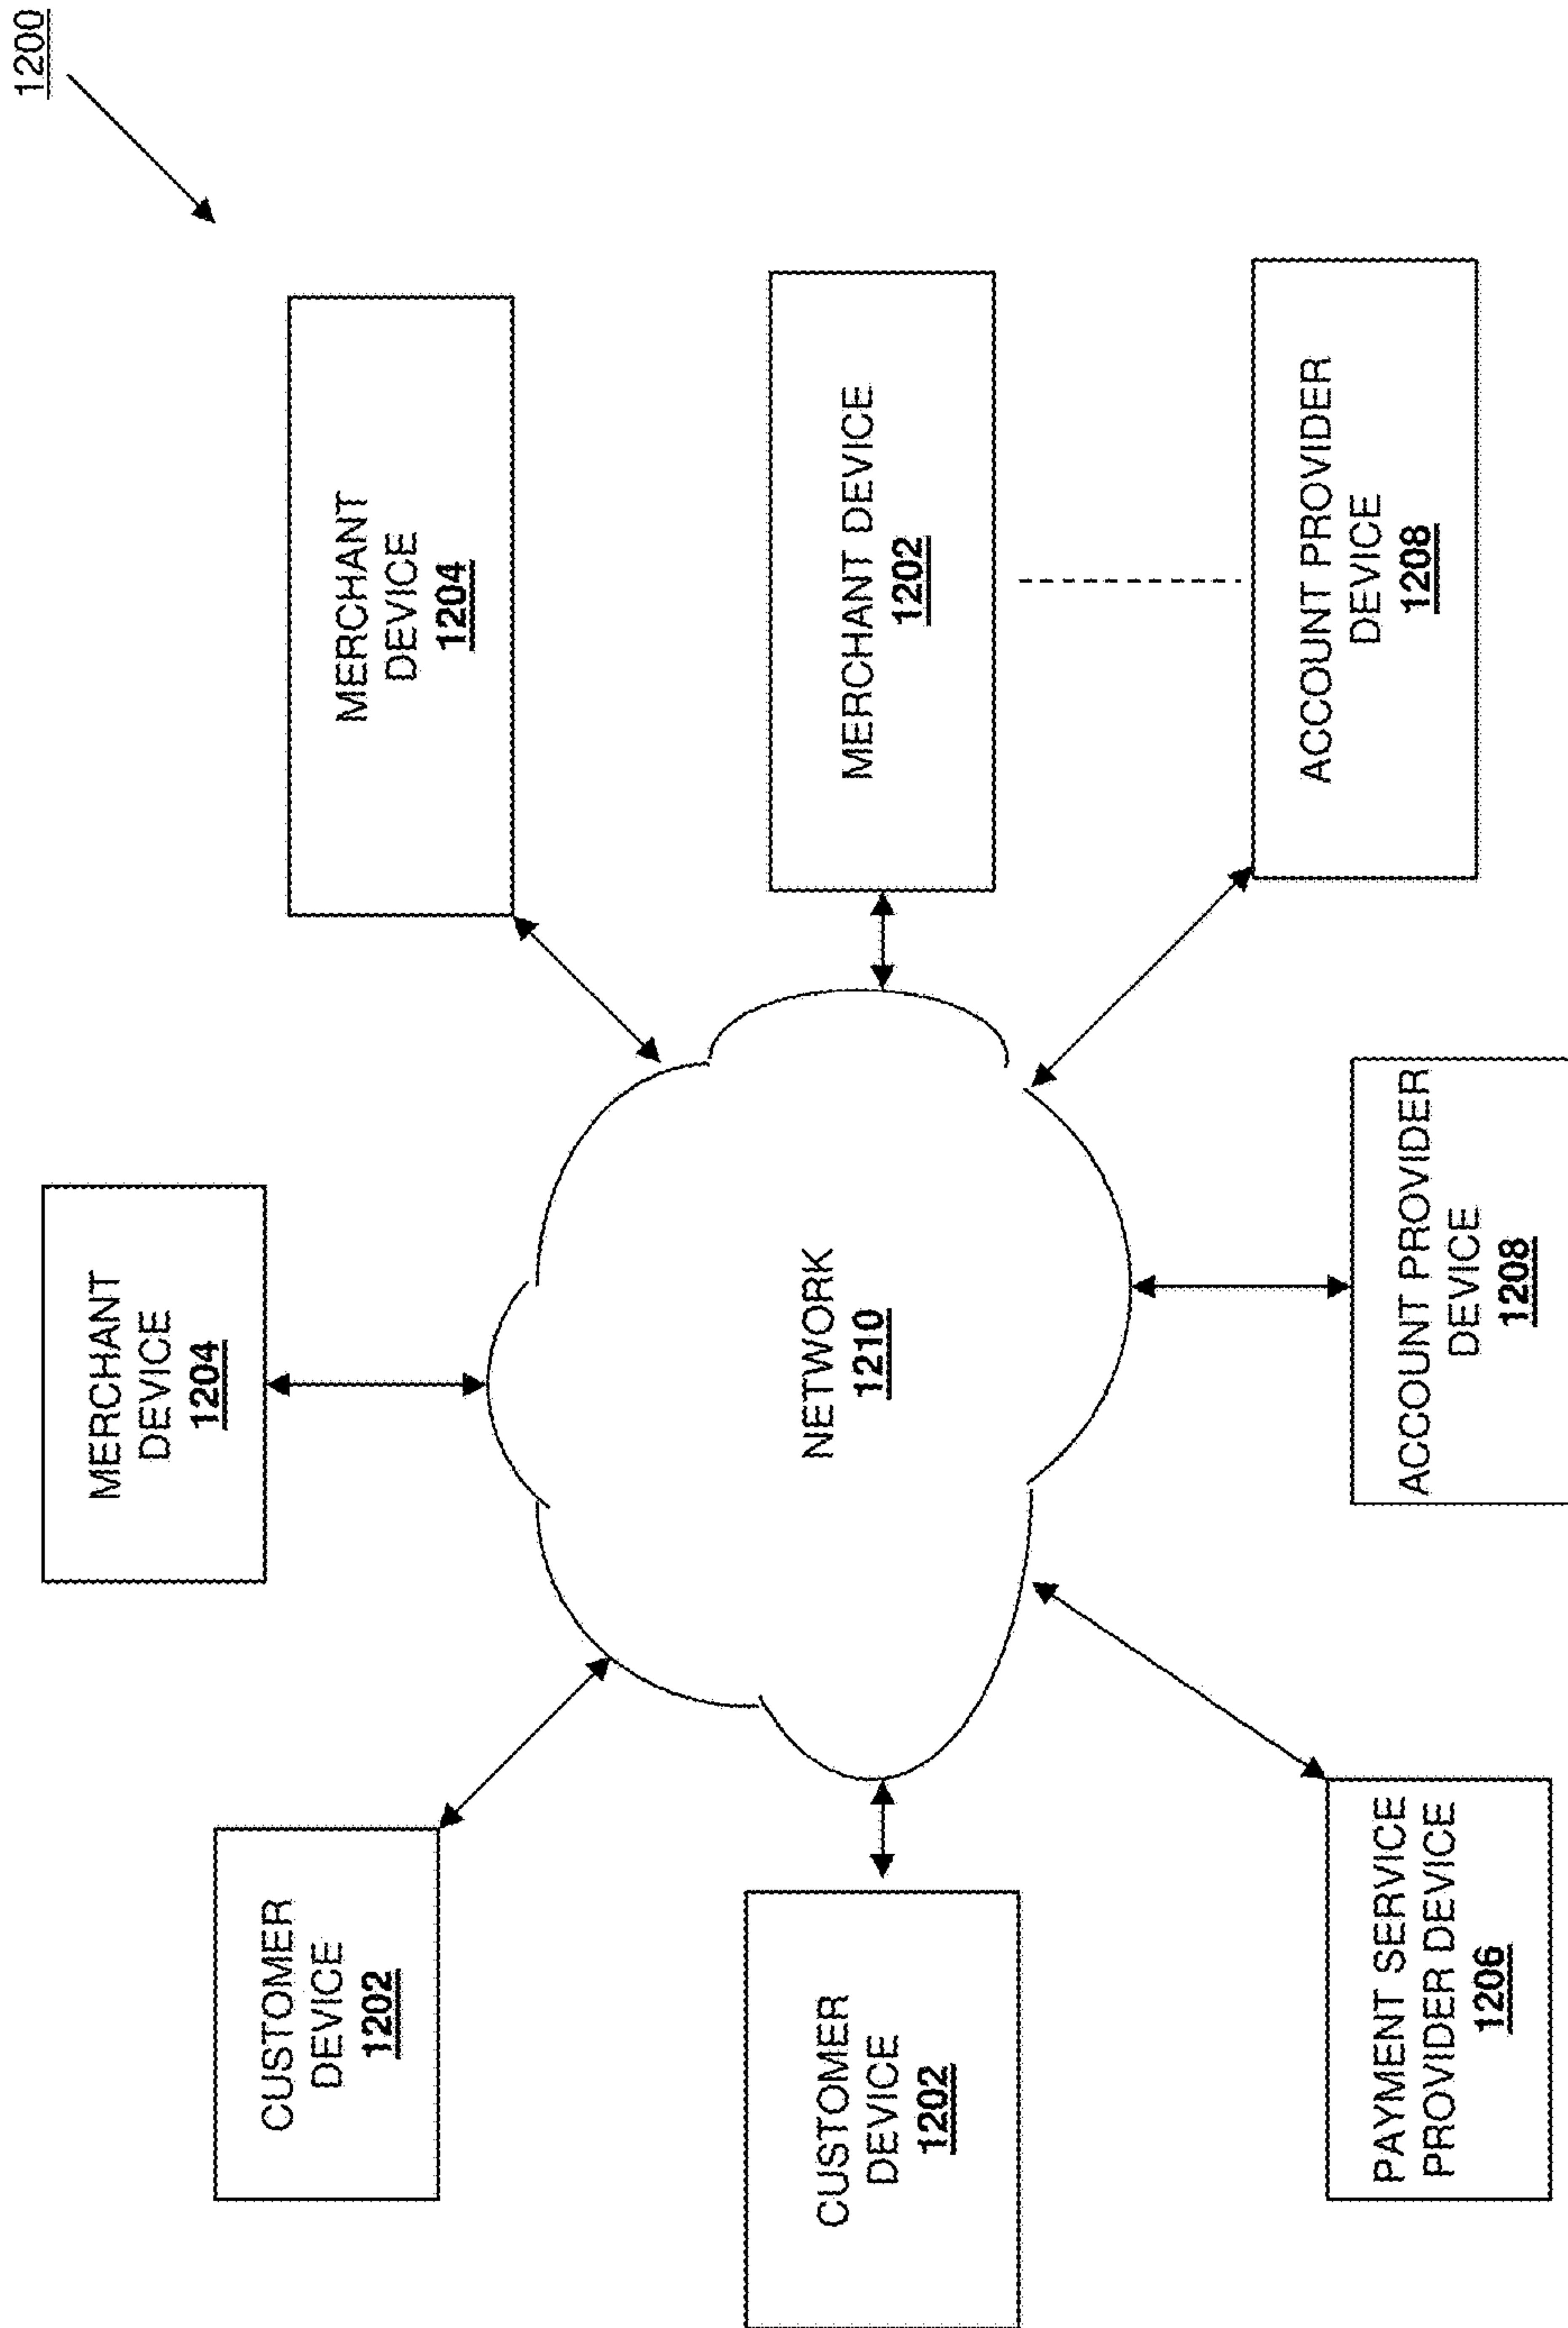 1200
MERCHANT
DEVICE
1204
CUSTOMER
DEVICE
1202
MERCHANT
DEVICE
1204
CUSTOMER
DEVICE
1202
NETWORK
1210
MERCHANT DEVICE
1202
PAYMENT SERVICE
PROVIDER DEVICE
1206
ACCOUNT PROVIDER
DEVICE
1208
ACCOUNT PROVIDER
DEVICE
1208